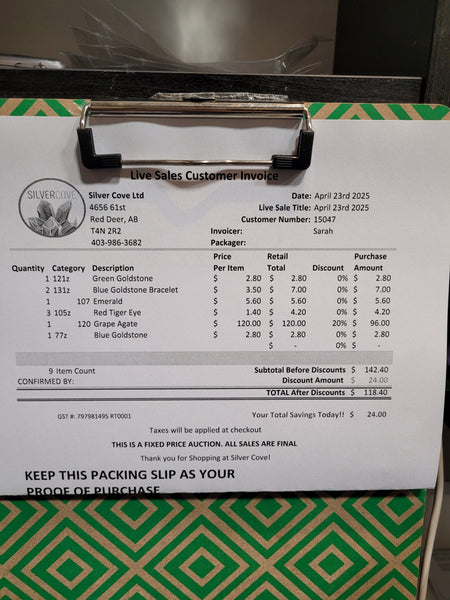 Live Sales Customer Invoice
SILVERCOVE
Silver Cove Ltd Date: April 23rd 2025
4656 61st Live Sale Title: April 23rd 2025
Red Deer, AB Customer Number: 15047
T4N 2R2 Invoicer: Sarah
403-986-3682 Packager:
Price Retail Purchase
Quantity Category Description Per Item Total Discount Amount
1 121z Green Goldstone $ 2.80 $ 2.80 0% $ 2.80
2 131z Blue Goldstone Bracelet $ 3.50 $ 7.00 0% $ 7.00
1 107 Emerald $ 5.60 $ 5.60 0% $ 5.60
3 105z Red Tiger Eye $ 1.40 $ 4.20 0% $ 4.20
1 120 Grape Agate $ 120.00 $ 120.00 20% $ 96.00
1 77z Blue Goldstone $ 2.80 $ 2.80 0% $ 2.80
$ - 0% $ -
9 Item Count Subtotal Before Discounts $ 142.40
CONFIRMED BY: Discount Amount $ 24.00
TOTAL After Discounts $ 118.40
GST #: 797981495 RT0001 Your Total Savings Today!! $ 24.00
Taxes will be applied at checkout
THIS IS A FIXED PRICE AUCTION. ALL SALES ARE FINAL
Thank you for Shopping at Silver Cove!
KEEP THIS PACKING SLIP AS YOUR
PROOF OF PURCHASE